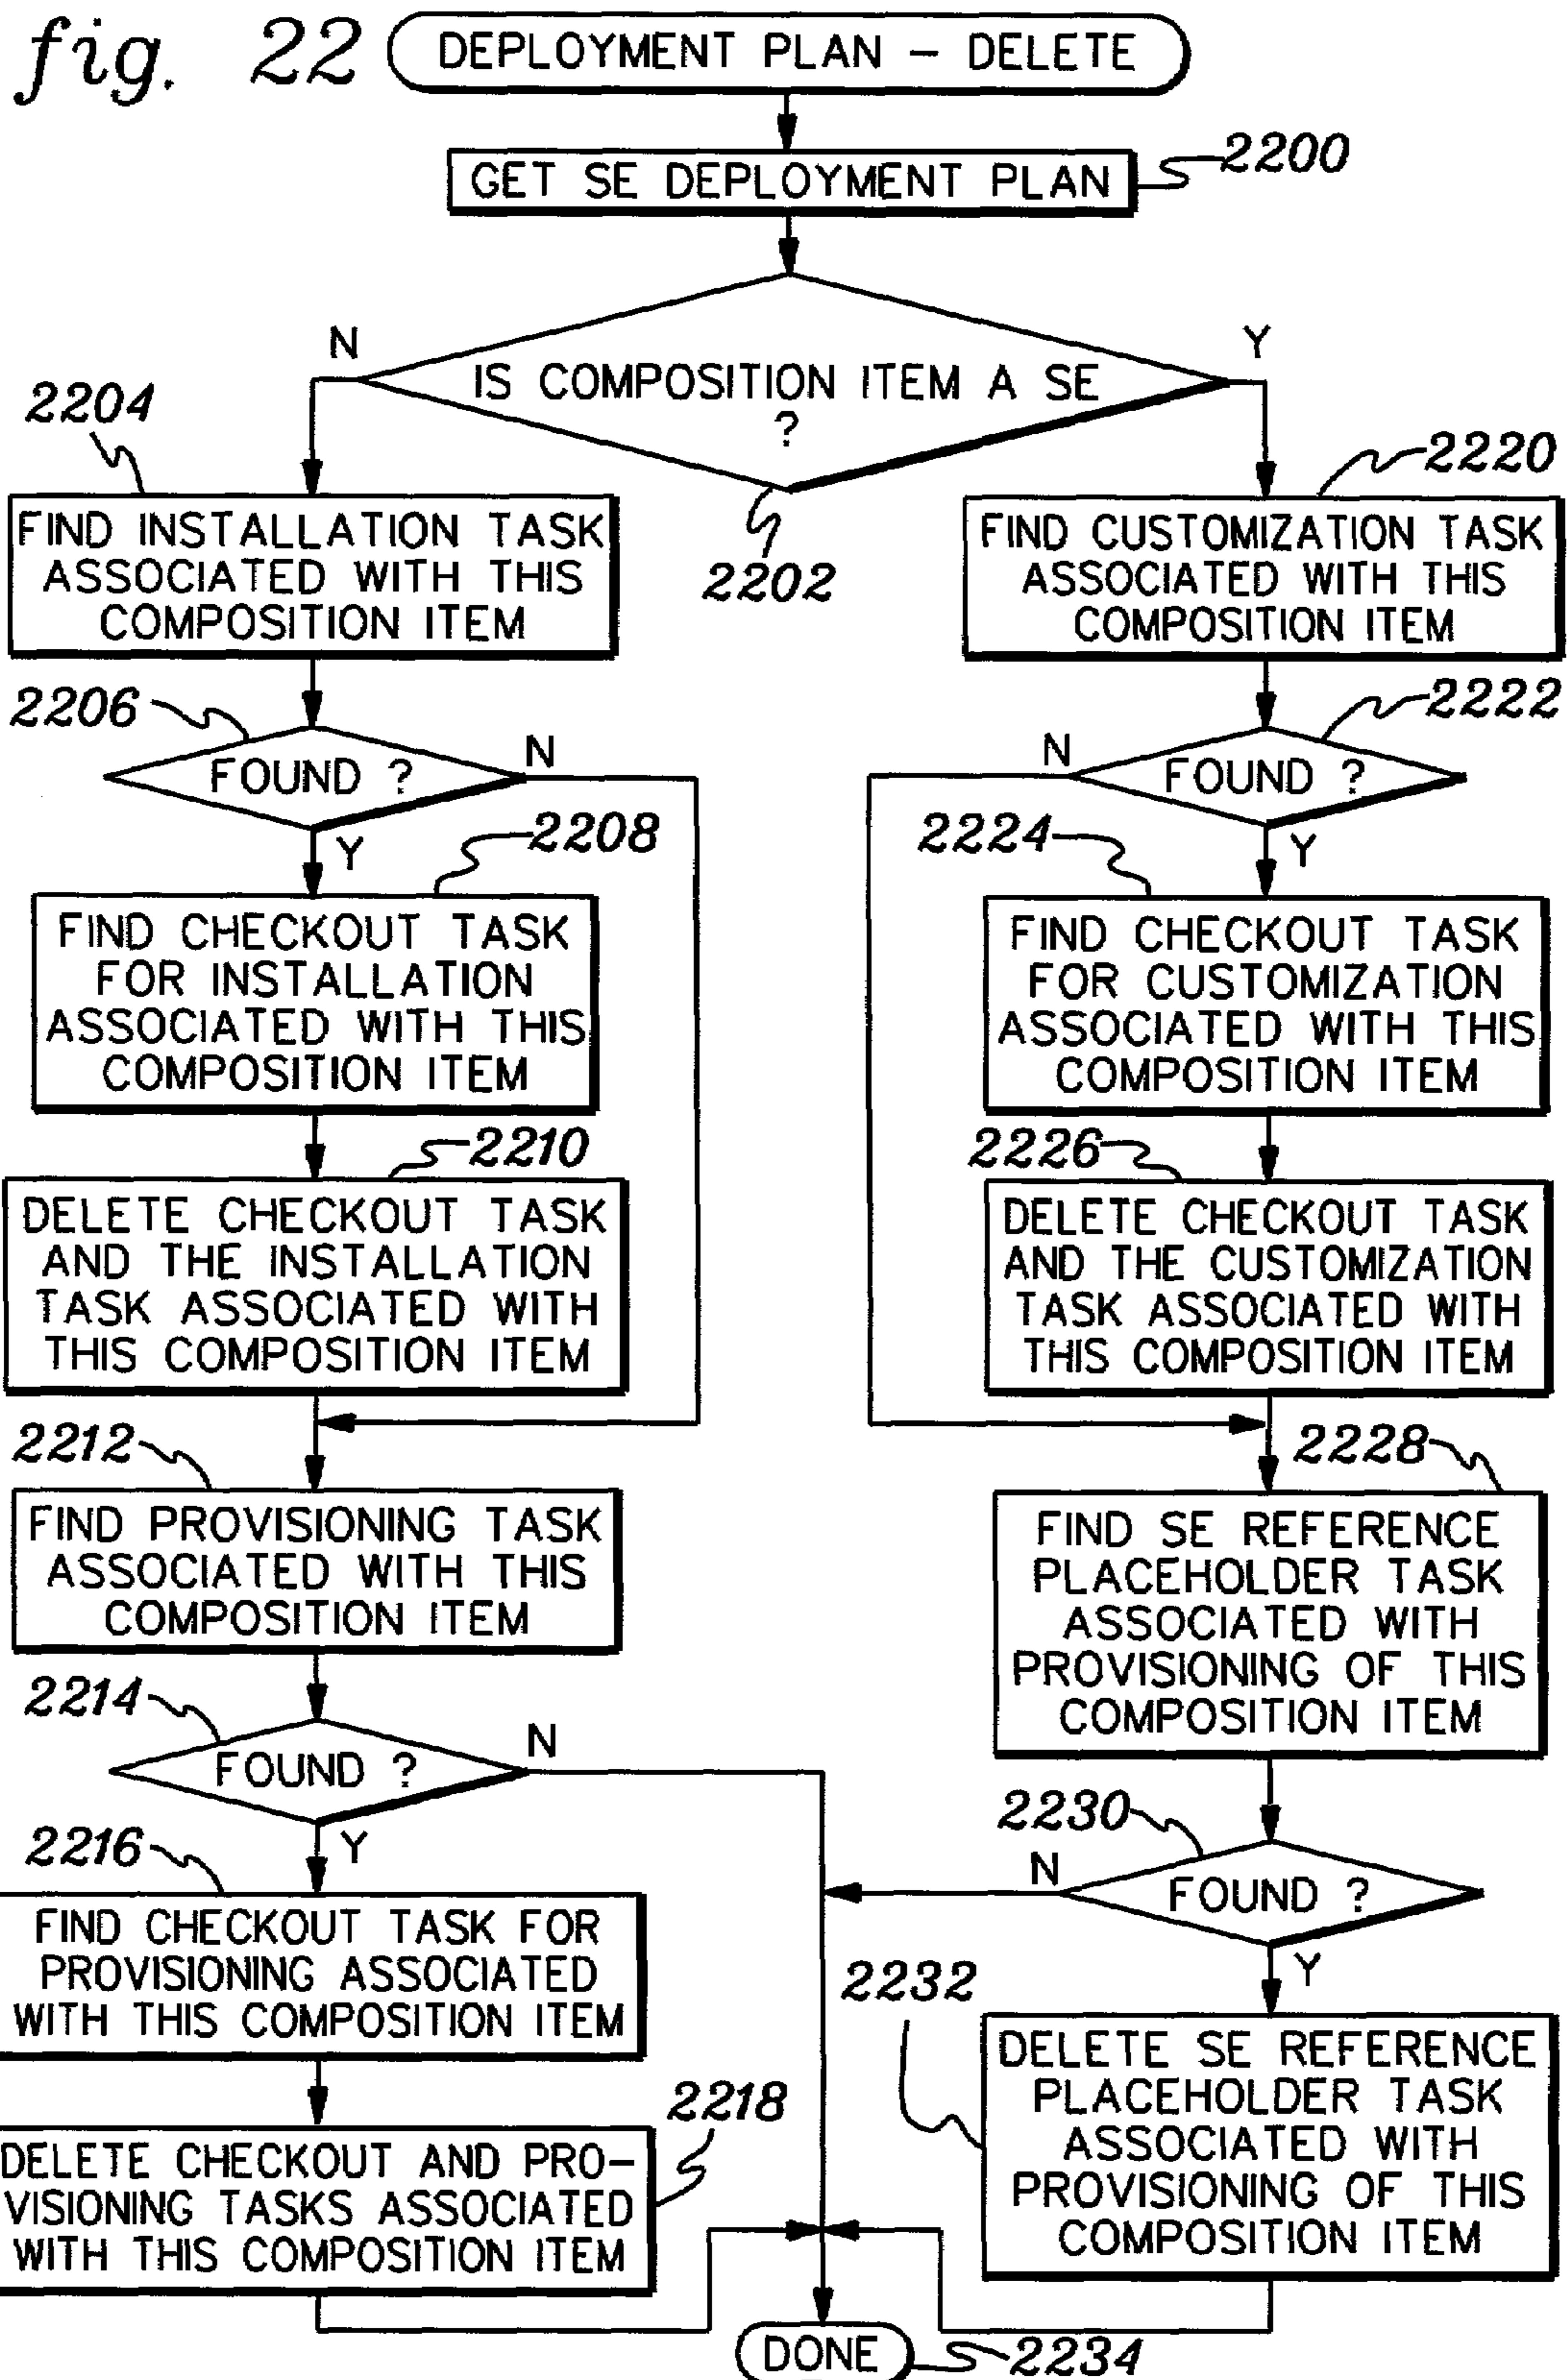 fig. 22
DEPLOYMENT PLAN – DELETE
GET SE DEPLOYMENT PLAN
2200
IS COMPOSITION ITEM A SE
?
N
Y
2202
2204
FIND INSTALLATION TASK
ASSOCIATED WITH THIS
COMPOSITION ITEM
2206
FOUND ?
N
Y
2208
FIND CHECKOUT TASK
FOR INSTALLATION
ASSOCIATED WITH THIS
COMPOSITION ITEM
2210
DELETE CHECKOUT TASK
AND THE INSTALLATION
TASK ASSOCIATED WITH
THIS COMPOSITION ITEM
2212
FIND PROVISIONING TASK
ASSOCIATED WITH THIS
COMPOSITION ITEM
2214
FOUND ?
N
Y
2216
FIND CHECKOUT TASK FOR
PROVISIONING ASSOCIATED
WITH THIS COMPOSITION ITEM
2218
DELETE CHECKOUT AND PRO–
VISIONING TASKS ASSOCIATED
WITH THIS COMPOSITION ITEM
2220
FIND CUSTOMIZATION TASK
ASSOCIATED WITH THIS
COMPOSITION ITEM
2222
FOUND ?
N
Y
2224
FIND CHECKOUT TASK
FOR CUSTOMIZATION
ASSOCIATED WITH THIS
COMPOSITION ITEM
2226
DELETE CHECKOUT TASK
AND THE CUSTOMIZATION
TASK ASSOCIATED WITH
THIS COMPOSITION ITEM
2228
FIND SE REFERENCE
PLACEHOLDER TASK
ASSOCIATED WITH
PROVISIONING OF THIS
COMPOSITION ITEM
2230
FOUND ?
N
Y
2232
DELETE SE REFERENCE
PLACEHOLDER TASK
ASSOCIATED WITH
PROVISIONING OF THIS
COMPOSITION ITEM
DONE
2234